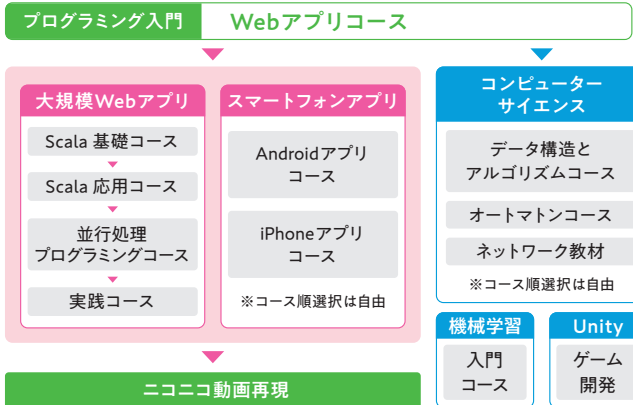 プログラミング入門
Webアプリコース
大規模Webアプリ
Scala 基礎コース
Scala 応用コース
並行処理
プログラミングコース
実践コース
スマートフォンアプリ
Androidアプリ
コース
iPhoneアプリ
コース
※コース順選択は自由
コンピューター
サイエンス
データ構造と
アルゴリズムコース
オートマトンコース
ネットワーク教材
※コース順選択は自由
機械学習
入門
コース
Unity
ゲーム
開発
ニコニコ動画再現